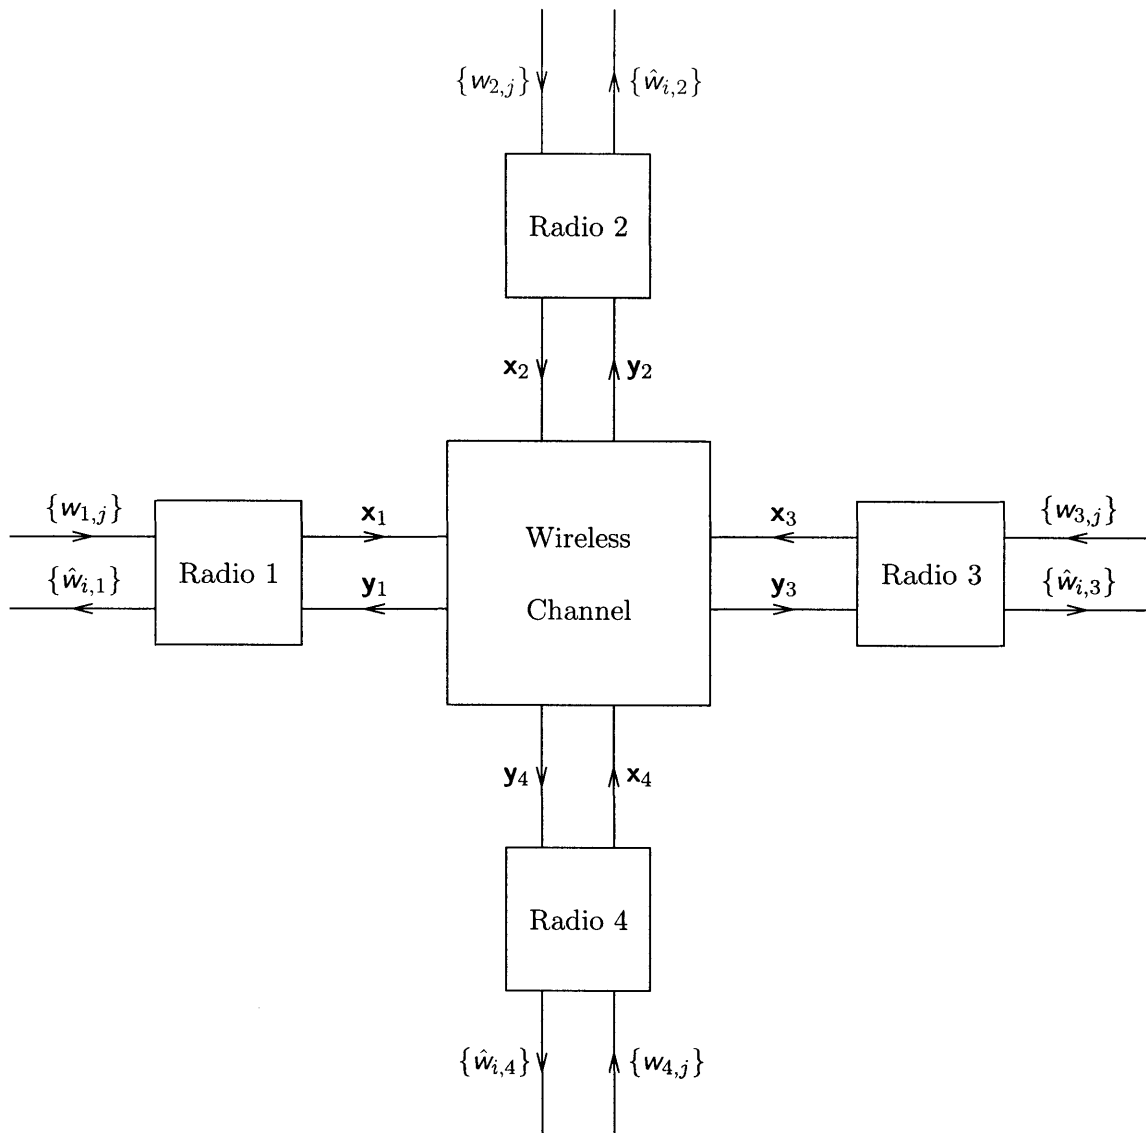 {w₂,ⱼ} {ŵᵢ,₂}
Radio 2
x₂ y₂
{w₁,ⱼ} x₁ x₃ {w₃,ⱼ}
Wireless
Radio 1 Radio 3
{ŵᵢ,₁} y₁ y₃ {ŵᵢ,₃}
Channel
y₄ x₄
Radio 4
{ŵᵢ,₄} {w₄,ⱼ}